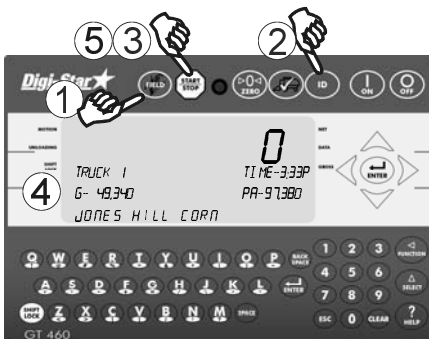 5 3 2
Digi-Star FIELD START STOP ZERO ID ON OFF
1
MOTION NET
UNLOADING 0 DATA
SHIFT LOCK TRUCK 1 TIME-3:33P GROSS ENTER
4 G- 49,340 PA-97,380
JONES HILL CORN
Q W E R T Y U I O P BACK SPACE 1 2 3 FUNCTION
A S D F G H J K L ENTER 4 5 6 SELECT
7 8 9
SHIFT LOCK Z X C V B N M SPACE ESC 0 CLEAR ? HELP
GT 460